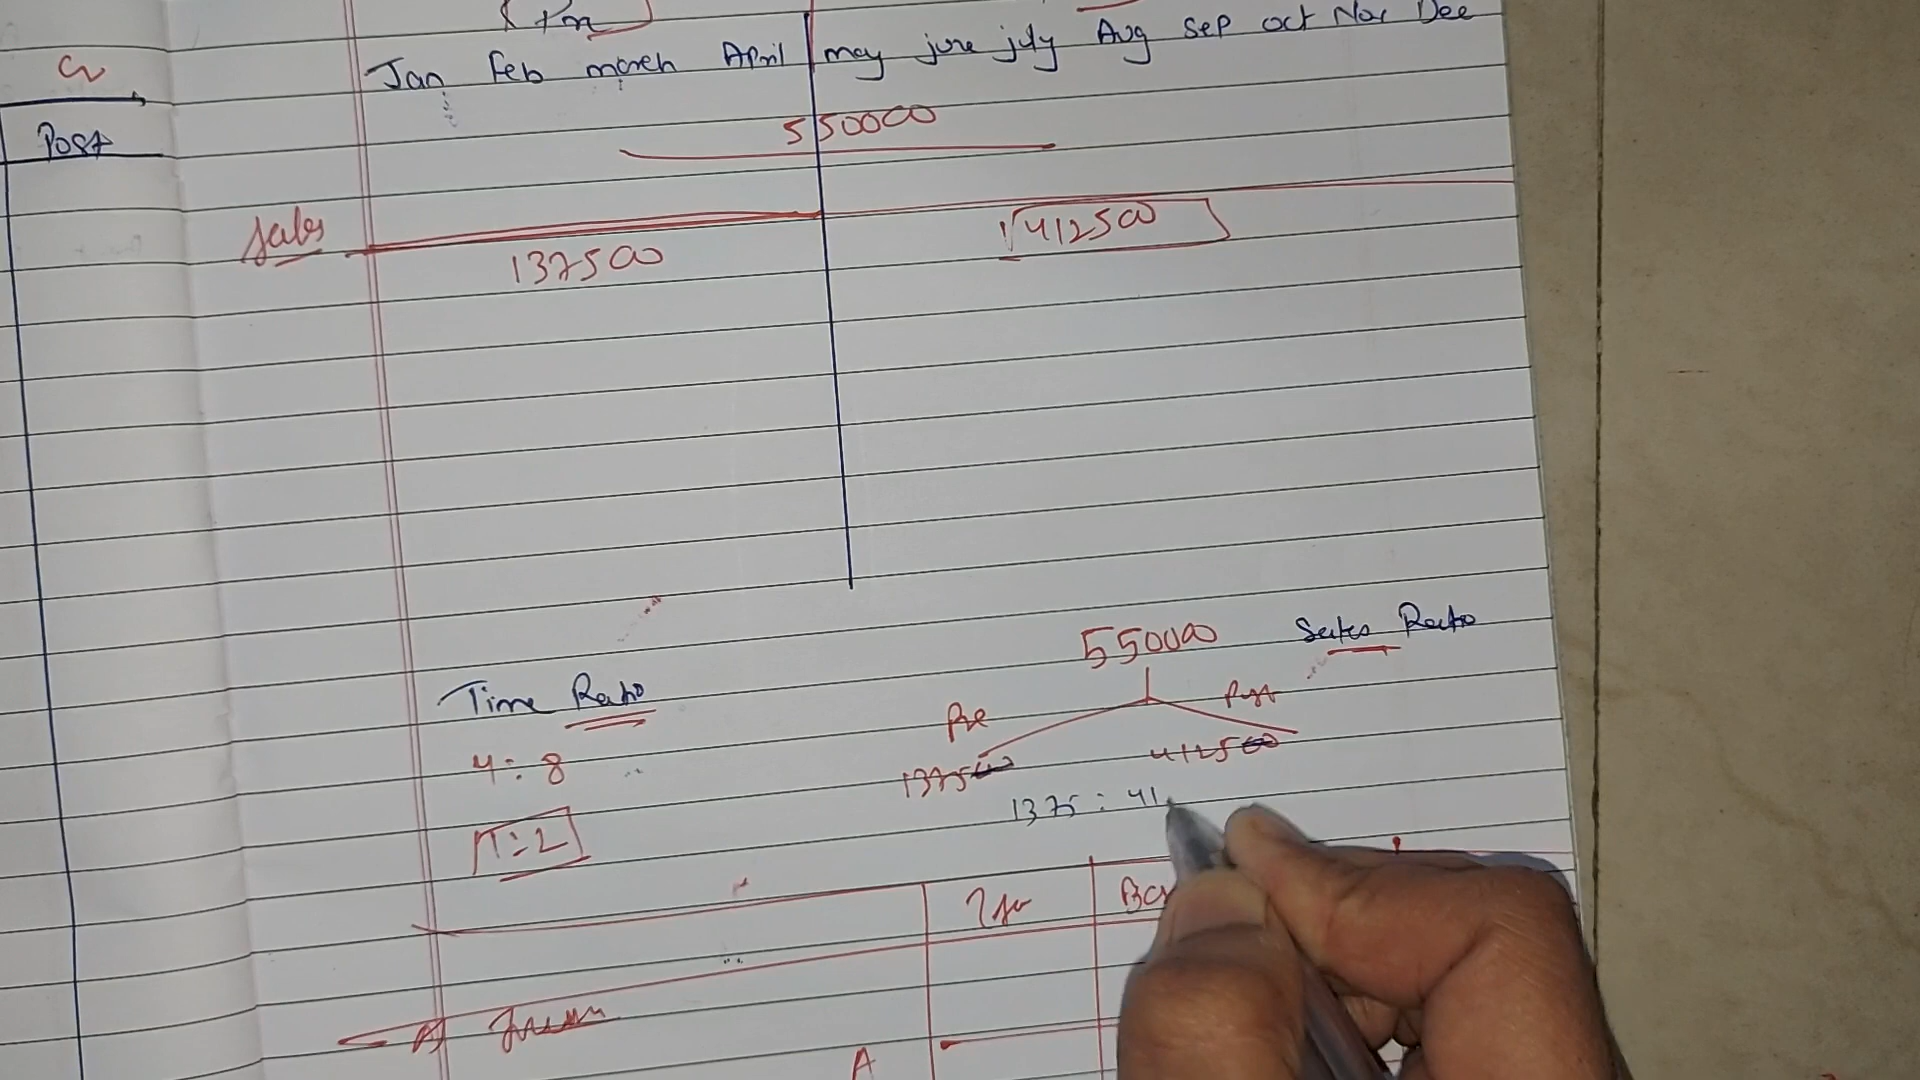 Jan Feb march April may june july Aug Sep oct Nov Dec
Post
550000
Sales
137500
412500
550000 Sales Ratio
Time Ratio
Pre Post
4:8
137500 412500
1375 : 41
1:2
A